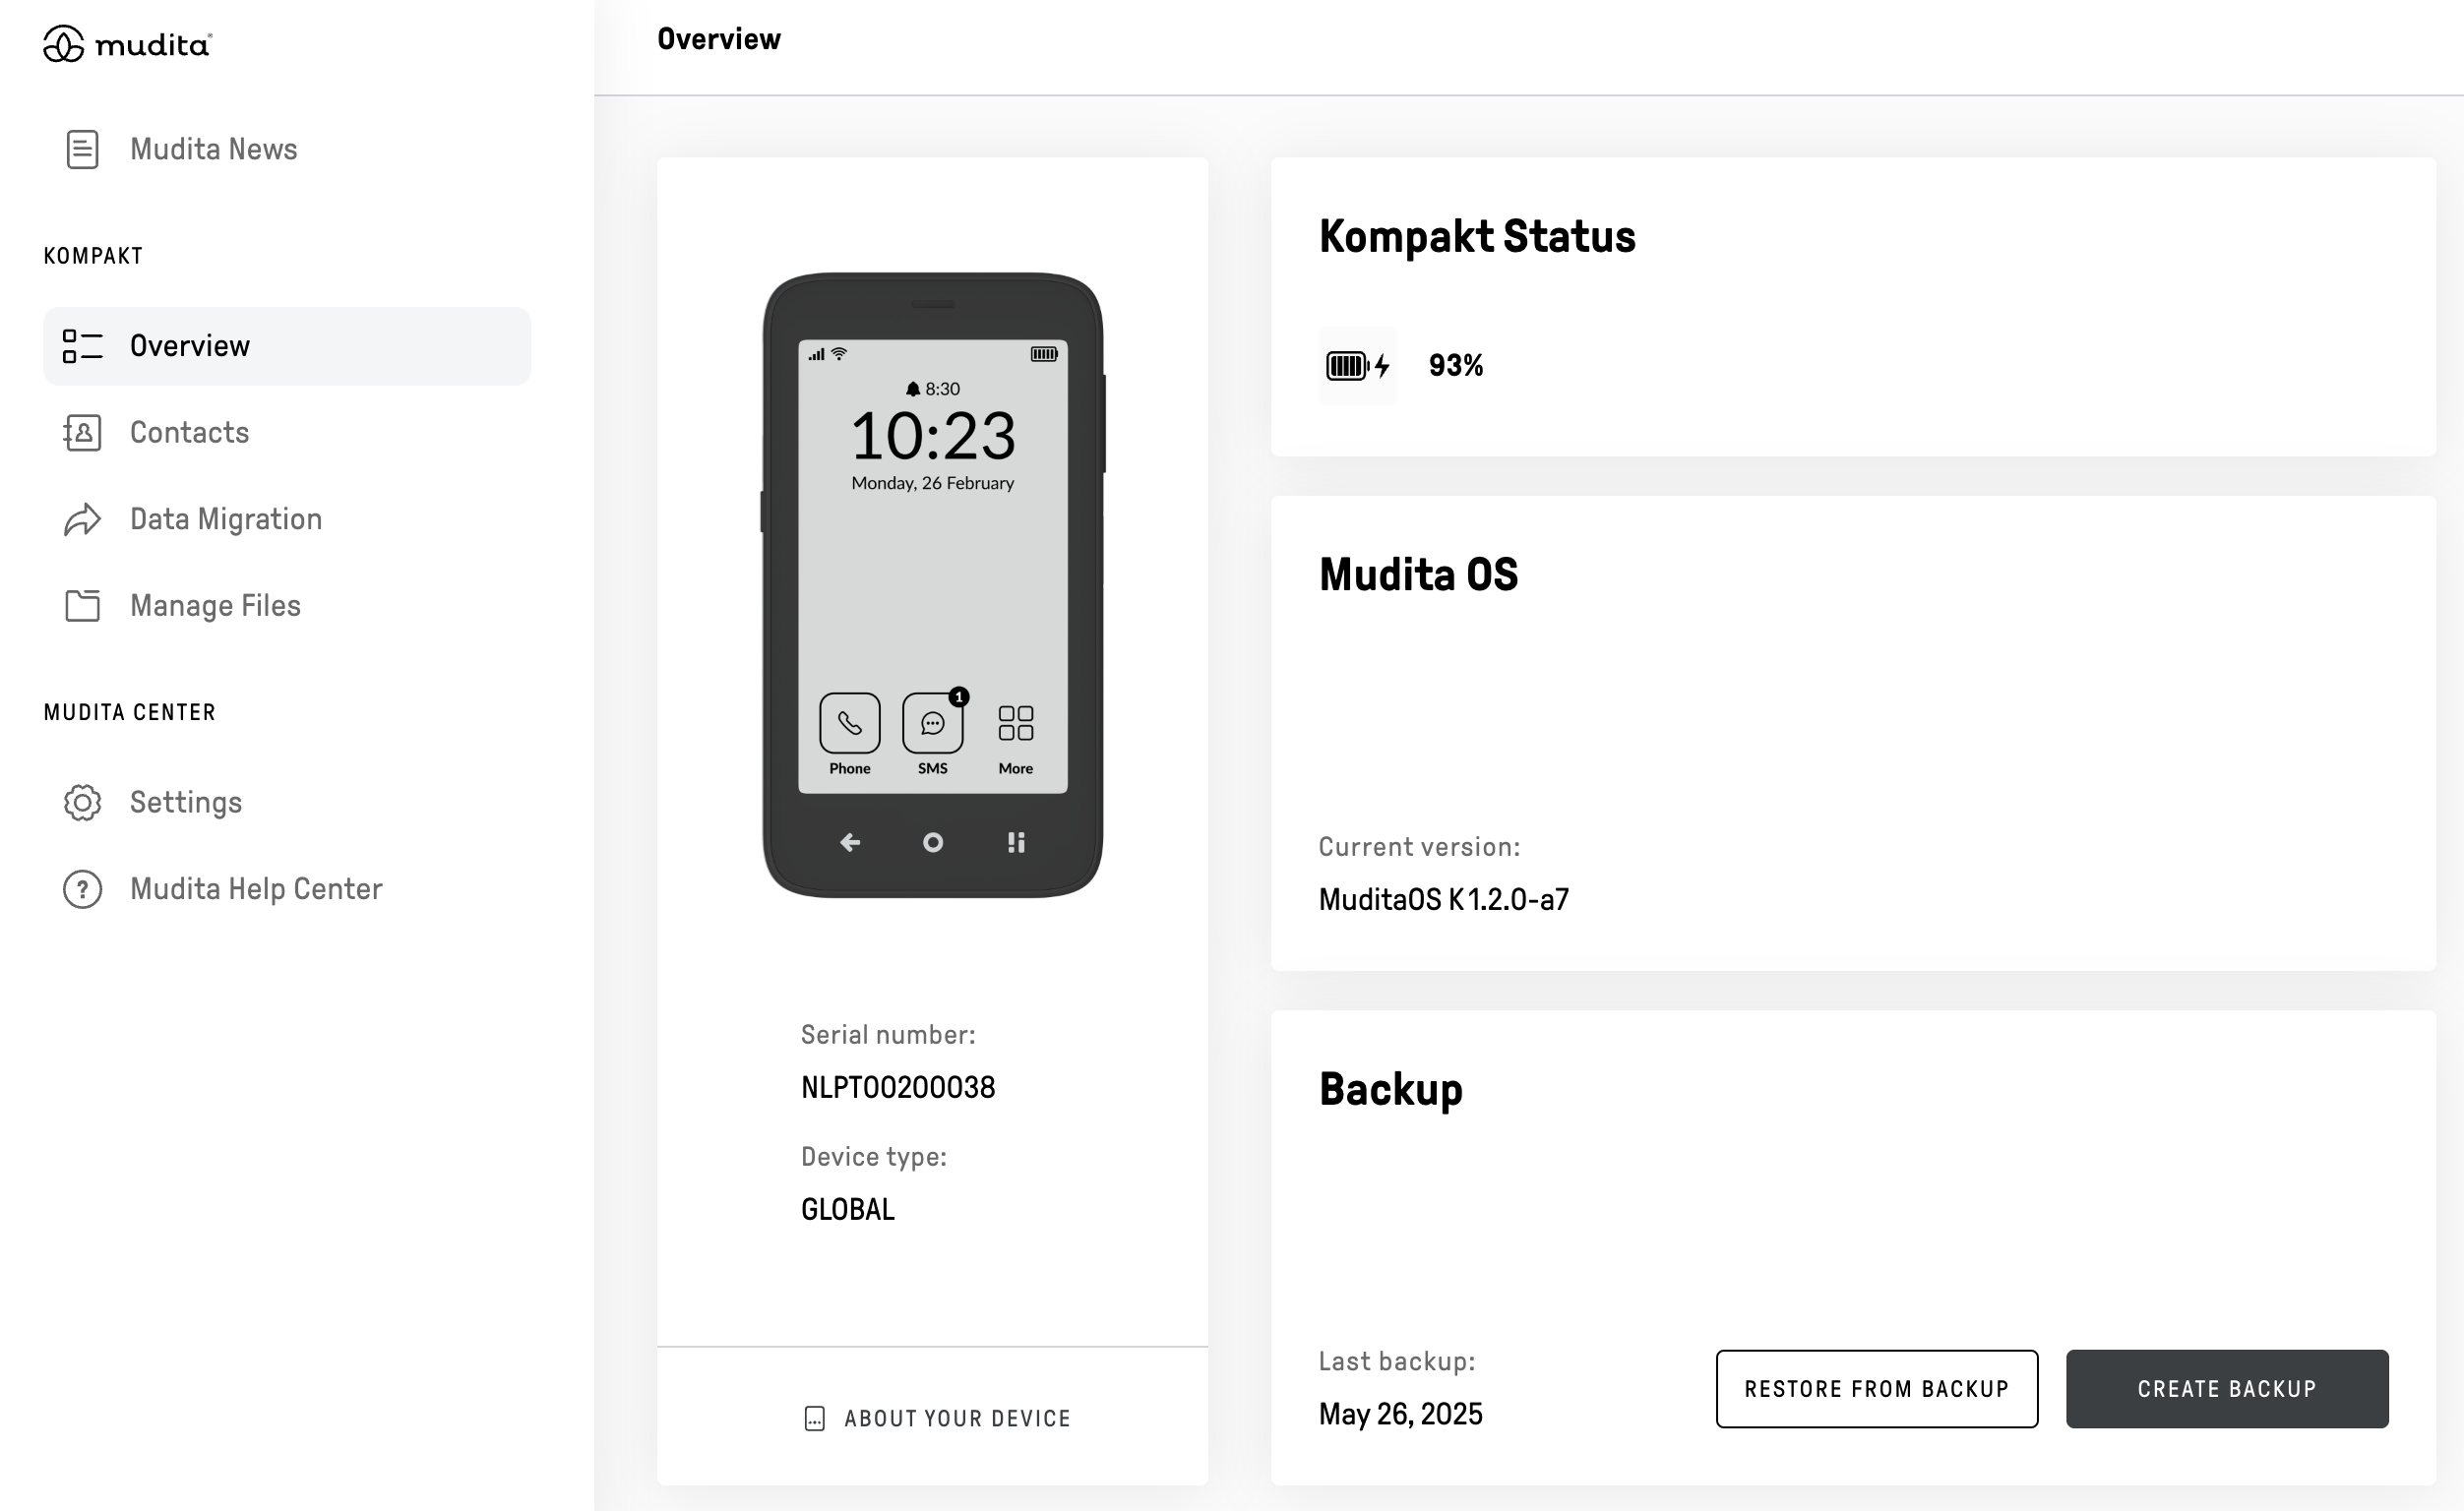 mudita
Mudita News
KOMPAKT
Overview
Contacts
Data Migration
Manage Files
MUDITA CENTER
Settings
Mudita Help Center
Overview
8:30
10:23
Monday, 26 February
1
Phone SMS More
Serial number:
NLPT00200038
Device type:
GLOBAL
ABOUT YOUR DEVICE
Kompakt Status
93%
Mudita OS
Current version:
MuditaOS K 1.2.0-a7
Backup
Last backup:
May 26, 2025
RESTORE FROM BACKUP
CREATE BACKUP